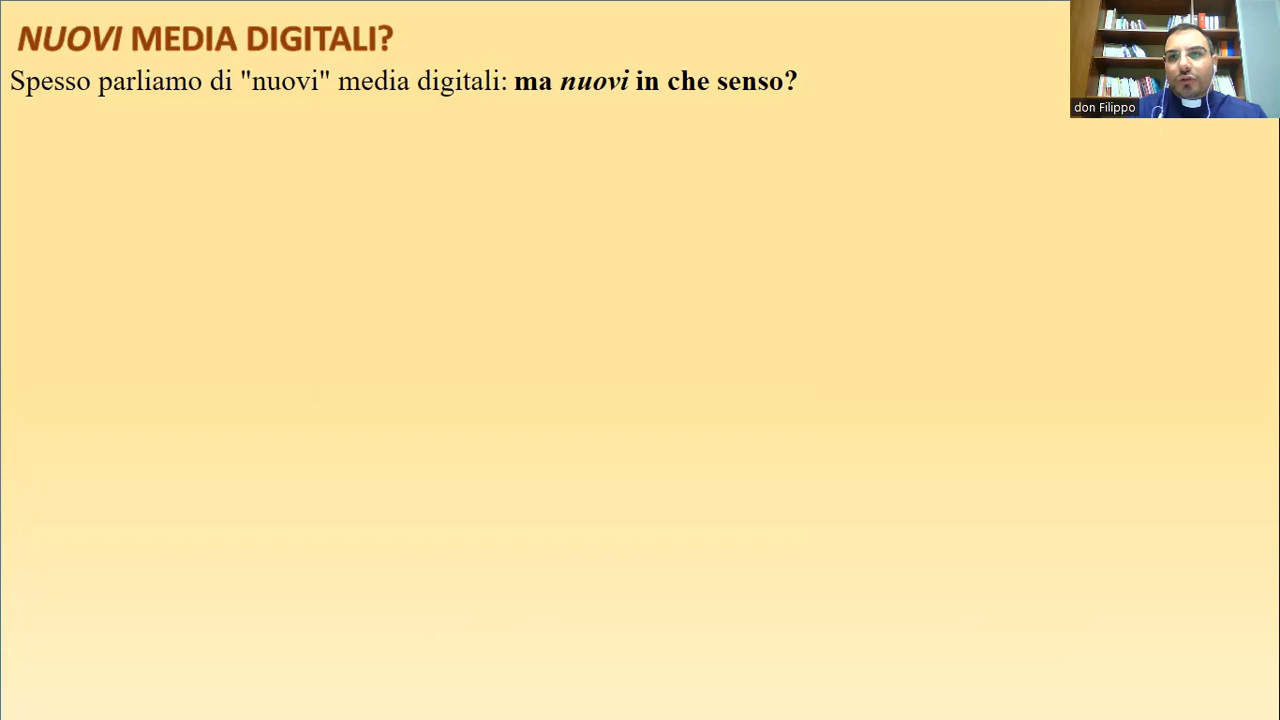 NUOVI MEDIA DIGITALI?
Spesso parliamo di "nuovi" media digitali: ma nuovi in che senso?
don Filippo